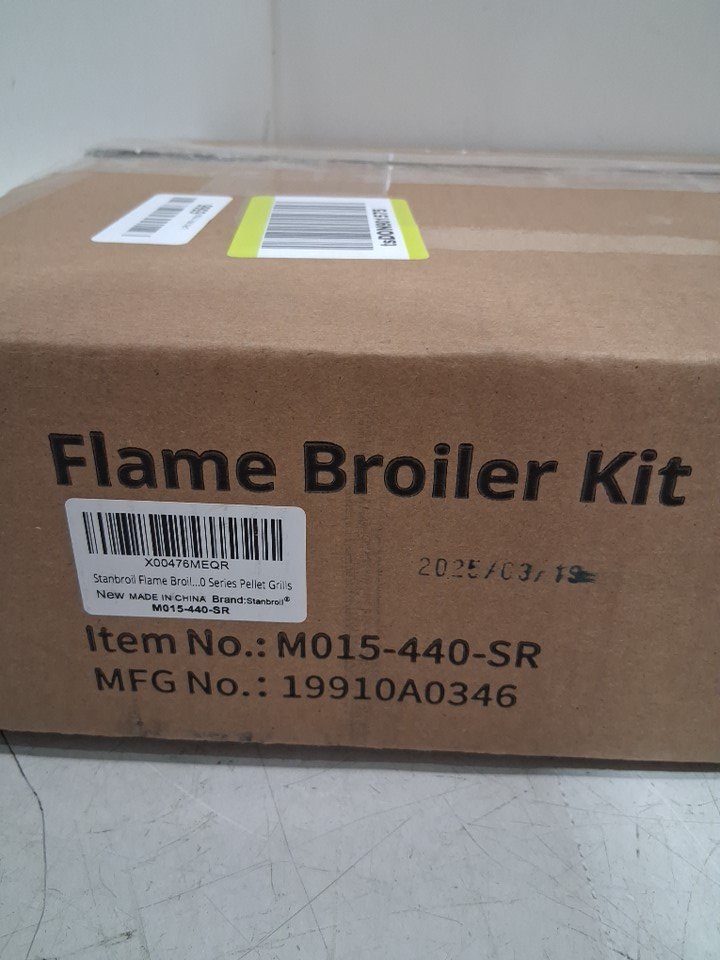 tsDON901573
Flame Broiler Kit
X00476MEQR
Stanbroil Flame Broil...0 Series Pellet Grills
New MADE IN CHINA Brand:Stanbroil®
M015-440-SR
2025/03/19
Item No.: M015-440-SR
MFG No.: 19910A0346